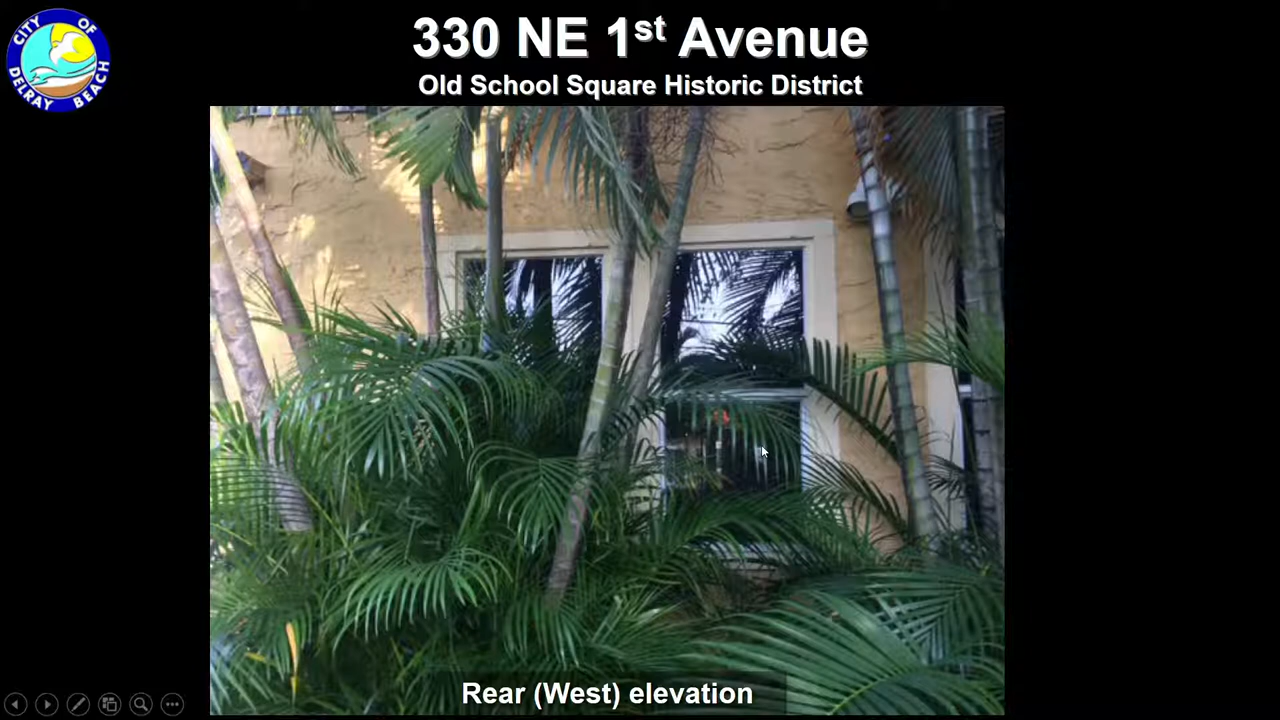 CITY OF
DELRAY BEACH
330 NE 1st Avenue
Old School Square Historic District
Rear (West) elevation